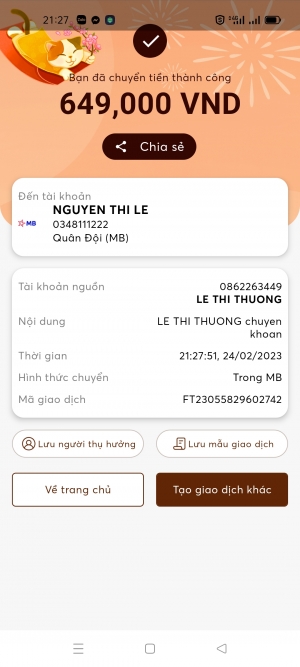 21:27
Bạn đã chuyển tiền thành công
649,000 VND
Chia sẻ
Đến tài khoản
NGUYEN THI LE
MB
0348111222
Quân Đội (MB)
Tài khoản nguồn
0862263449
LE THI THUONG
Nội dung
LE THI THUONG chuyen
khoan
Thời gian
21:27:51, 24/02/2023
Hình thức chuyển
Trong MB
Mã giao dịch
FT23055829602742
Lưu người thụ hưởng
Lưu mẫu giao dịch
Về trang chủ
Tạo giao dịch khác